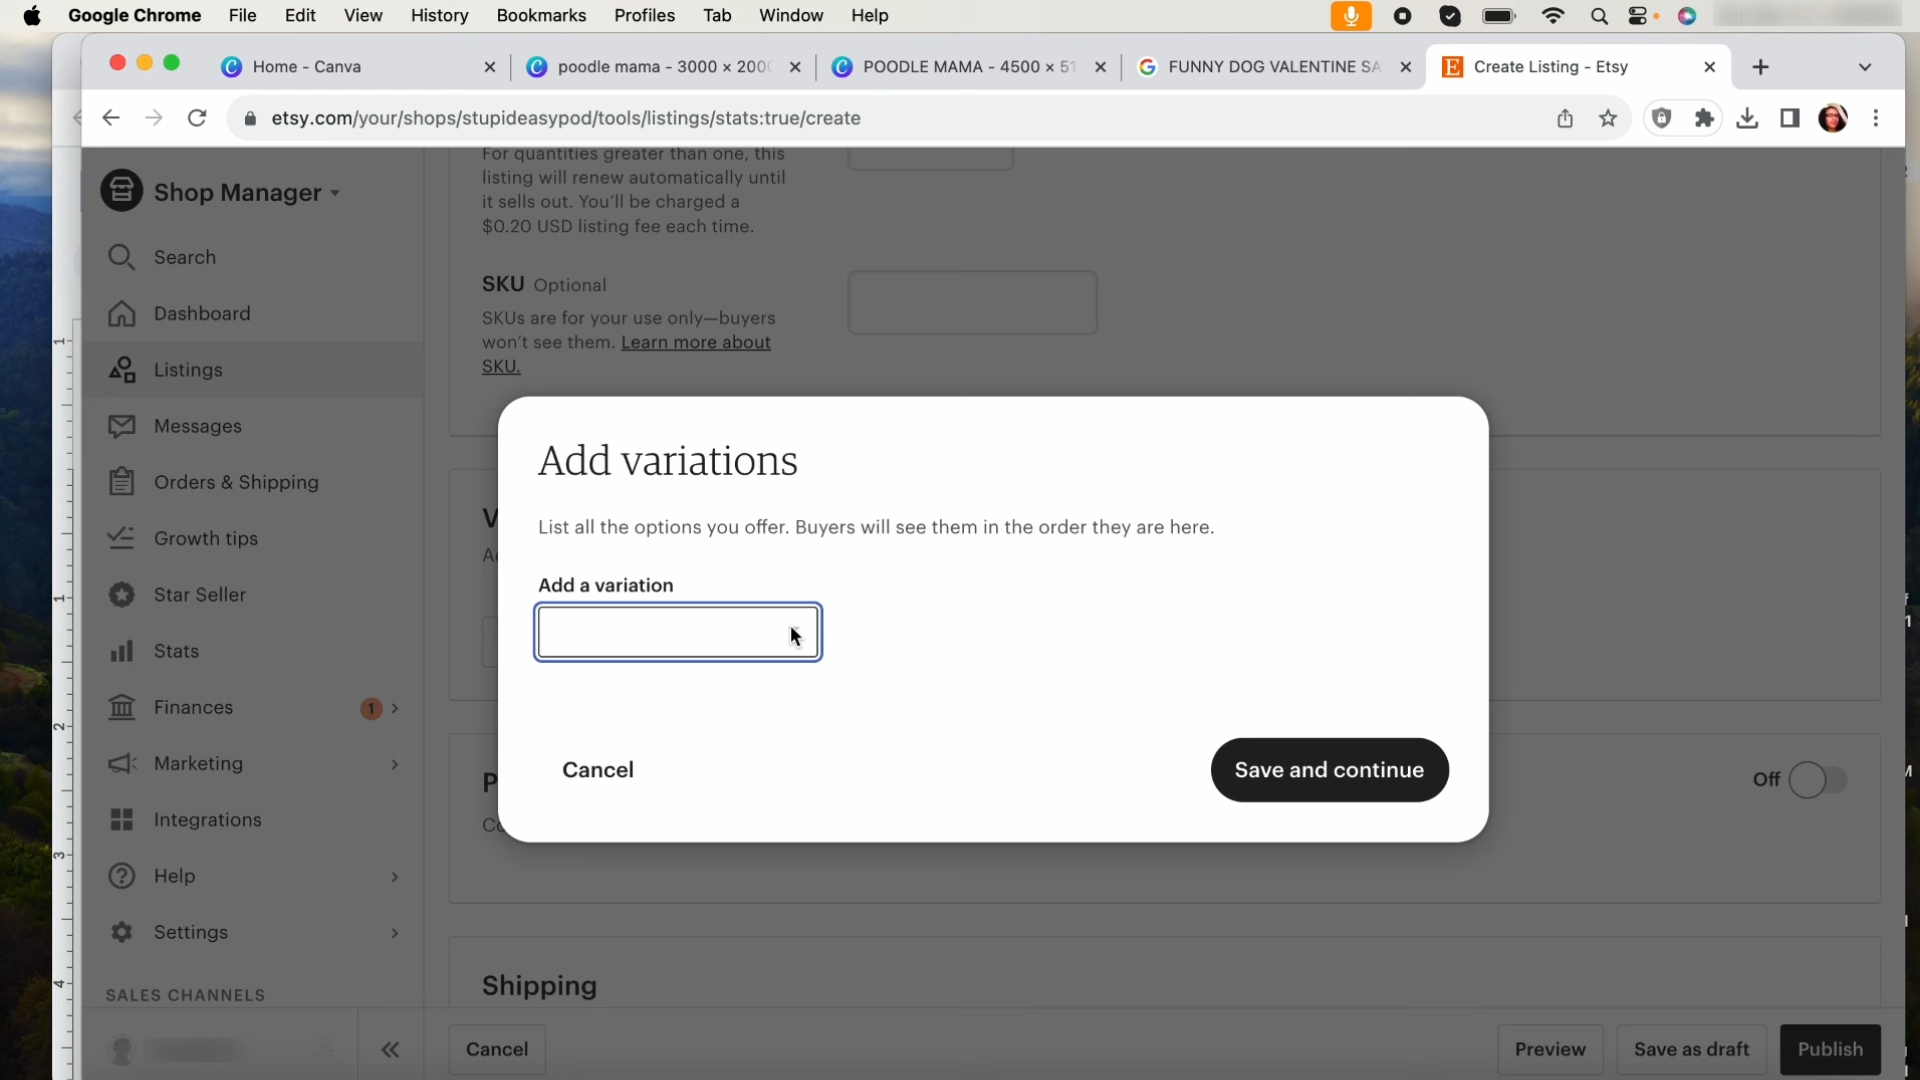 Google Chrome File Edit View History Bookmarks Profiles Tab Window Help
Home - Canva
poodle mama - 3000 × 200
POODLE MAMA - 4500 × 51
FUNNY DOG VALENTINE SA
Create Listing - Etsy
etsy.com/your/shops/stupideasypod/tools/listings/stats:true/create
Shop Manager
Search
Dashboard
Listings
Messages
Orders & Shipping
Growth tips
Star Seller
Stats
Finances 1
Marketing
Integrations
Help
Settings
SALES CHANNELS
For quantities greater than one, this
listing will renew automatically until
it sells out. You’ll be charged a
$0.20 USD listing fee each time.
SKU Optional
SKUs are for your use only—buyers
won’t see them. Learn more about
SKU.
Add variations
List all the options you offer. Buyers will see them in the order they are here.
Add a variation
Cancel
Save and continue
Off
Shipping
Cancel
Preview
Save as draft
Publish
1
1
2
3
4